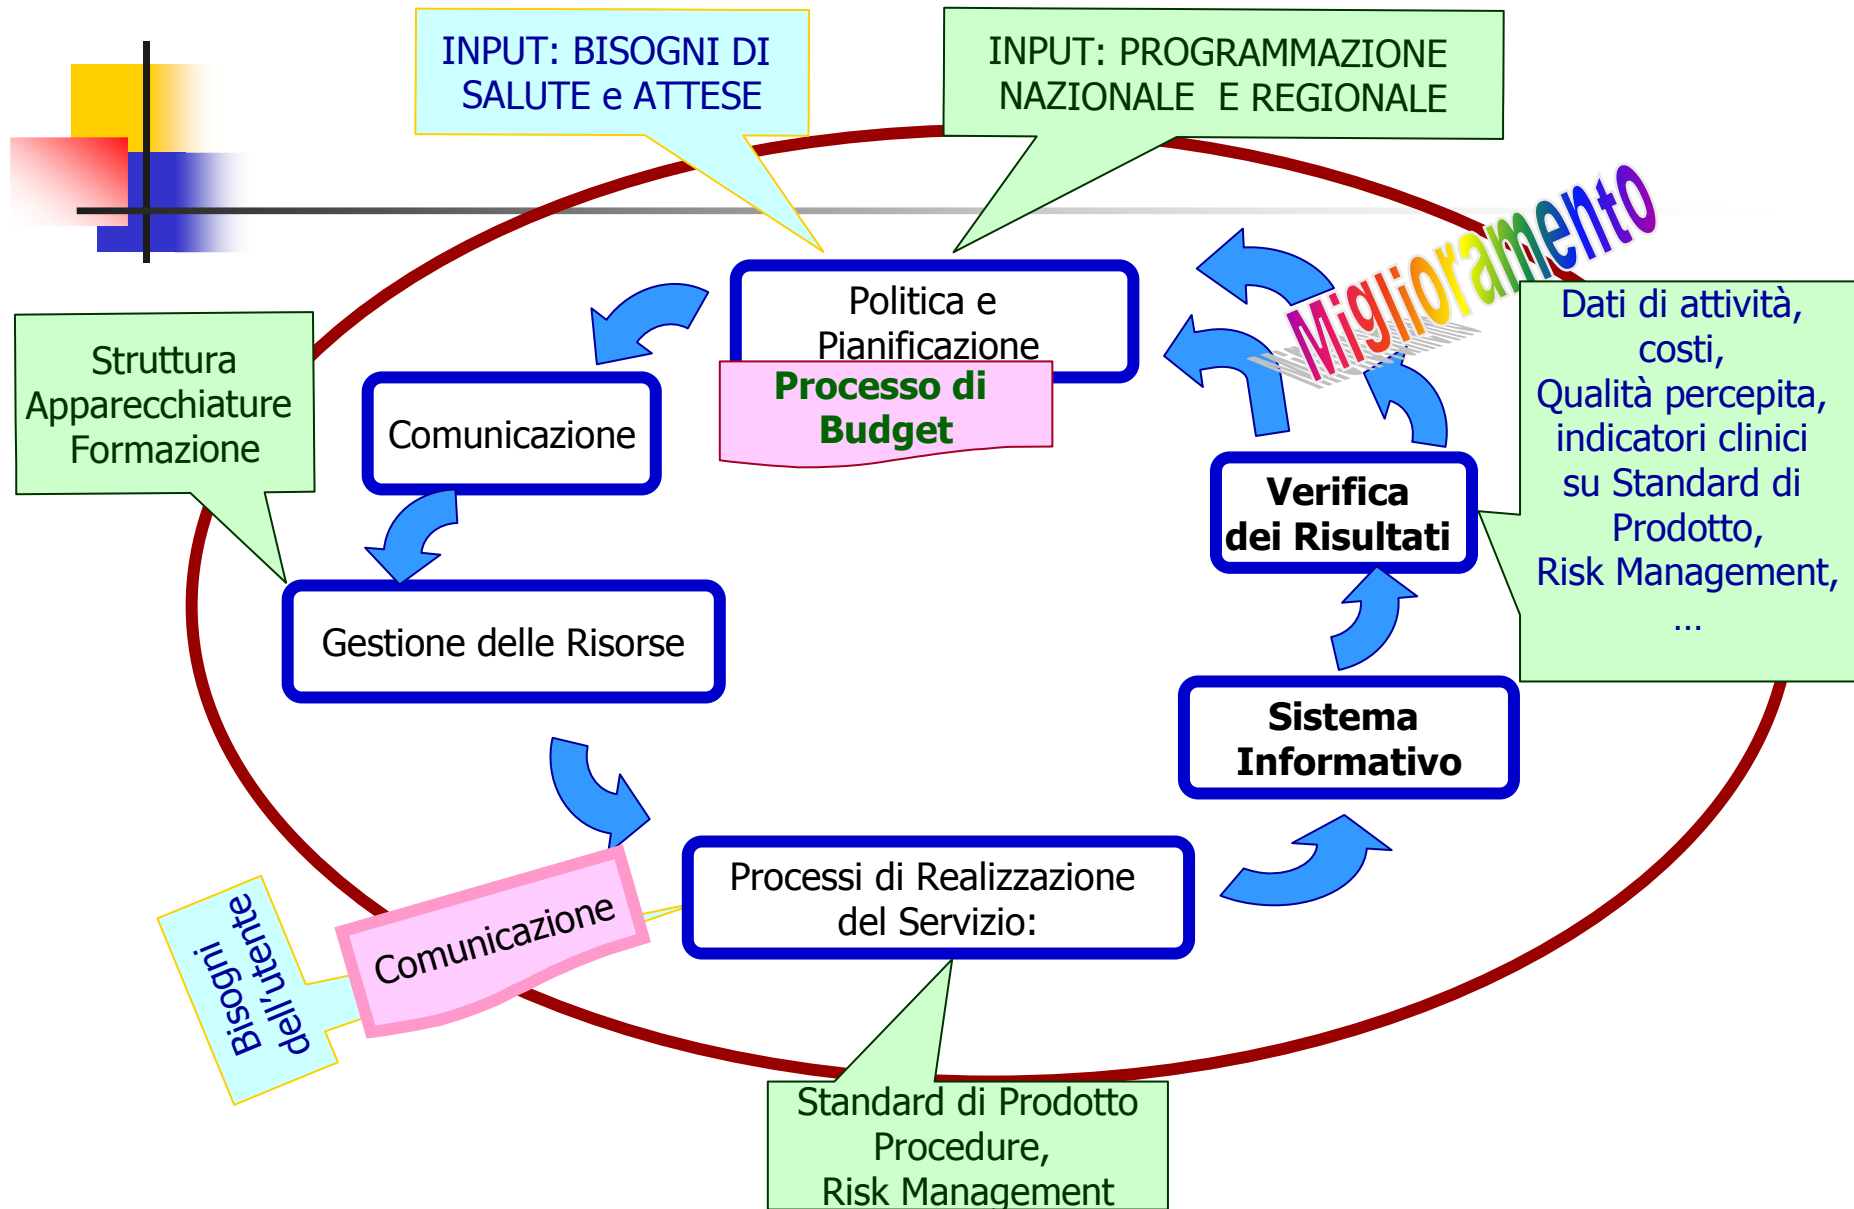 INPUT: BISOGNI DI
SALUTE e ATTESE
INPUT: PROGRAMMAZIONE
NAZIONALE E REGIONALE
Miglioramento
Politica e
Pianificazione
Processo di
Budget
Struttura
Apparecchiature
Formazione
Comunicazione
Dati di attività,
costi,
Qualità percepita,
indicatori clinici
su Standard di
Prodotto,
Risk Management,
...
Verifica
dei Risultati
Gestione delle Risorse
Sistema
Informativo
Processi di Realizzazione
del Servizio:
Comunicazione
Bisogni
dell'utente
Standard di Prodotto
Procedure,
Risk Management